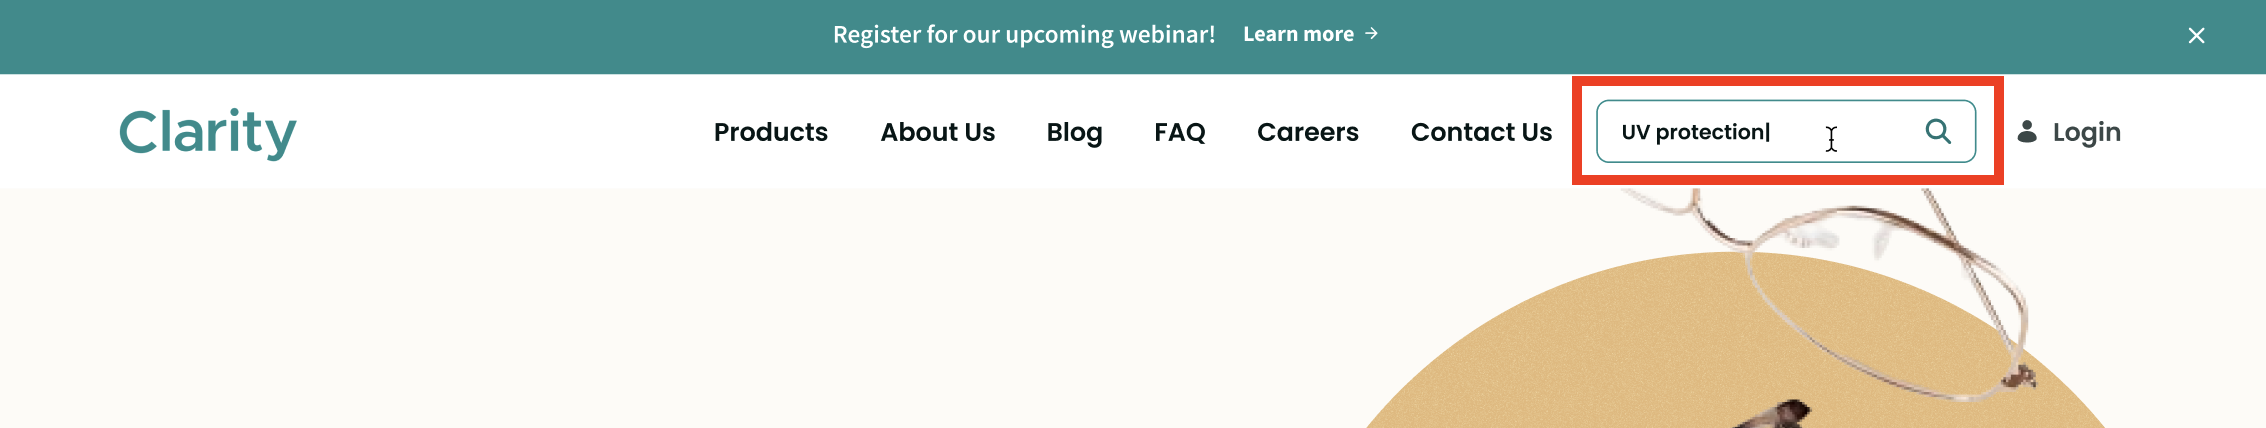 Register for our upcoming webinar! Learn more →
Clarity
Products About Us Blog FAQ Careers Contact Us UV protection Login